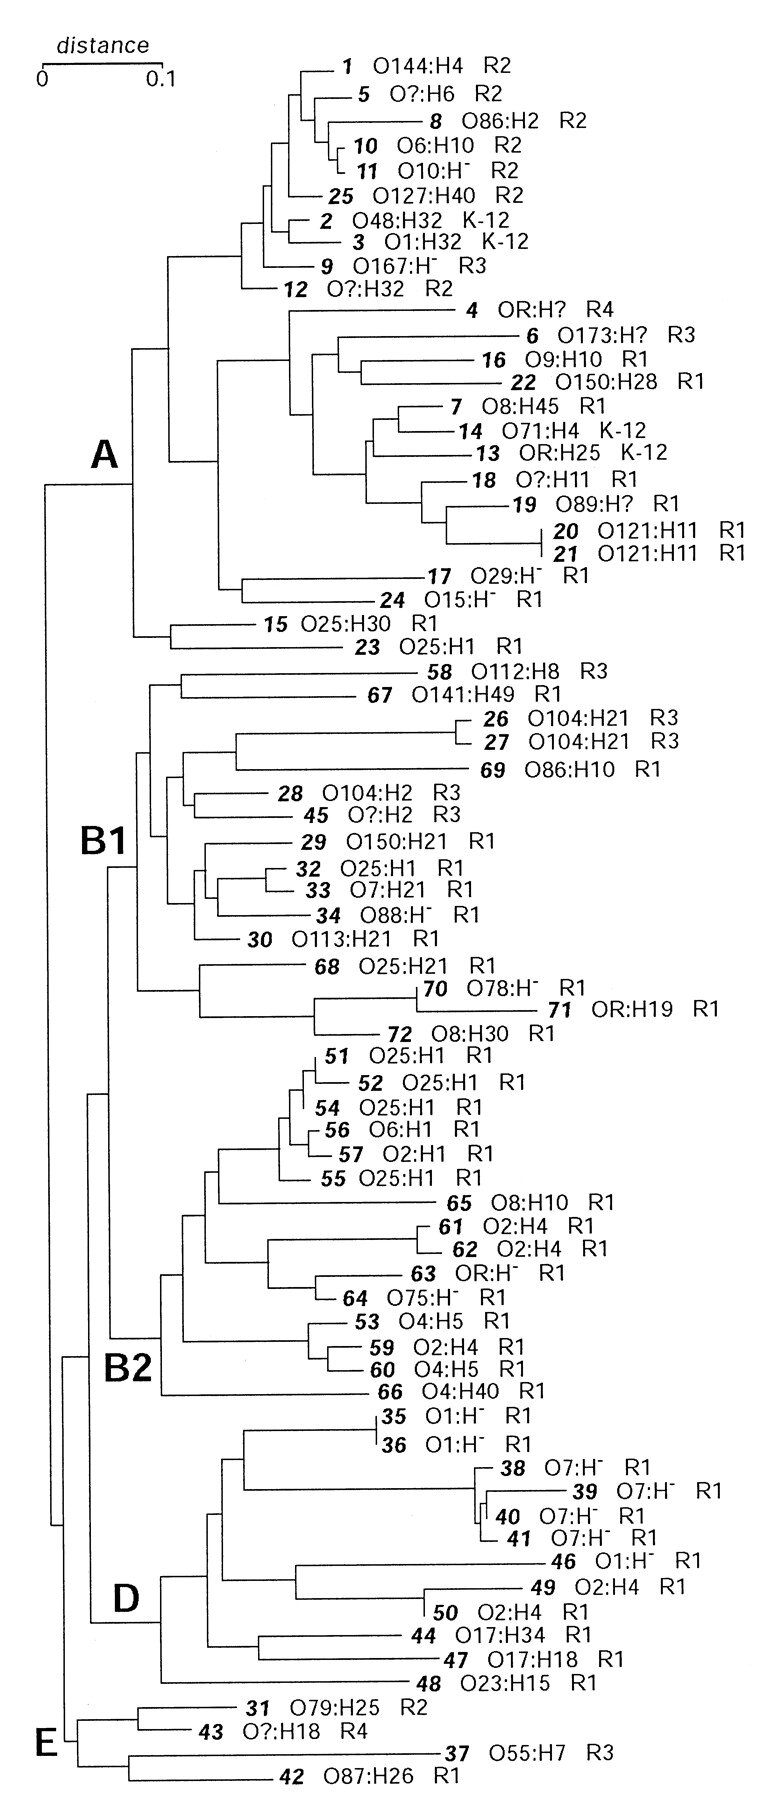 distance
0 0.1
1 O144:H4 R2
5 O?:H6 R2
8 O86:H2 R2
10 O6:H10 R2
11 O10:H- R2
25 O127:H40 R2
2 O48:H32 K-12
3 O1:H32 K-12
9 O167:H- R3
12 O?:H32 R2
4 OR:H? R4
6 O173:H? R3
16 O9:H10 R1
22 O150:H28 R1
7 O8:H45 R1
14 O71:H4 K-12
A
13 OR:H25 K-12
18 O?:H11 R1
19 O89:H? R1
20 O121:H11 R1
21 O121:H11 R1
17 O29:H- R1
24 O15:H- R1
15 O25:H30 R1
23 O25:H1 R1
58 O112:H8 R3
67 O141:H49 R1
26 O104:H21 R3
27 O104:H21 R3
69 O86:H10 R1
28 O104:H2 R3
45 O?:H2 R3
B1
29 O150:H21 R1
32 O25:H1 R1
33 O7:H21 R1
34 O88:H- R1
30 O113:H21 R1
68 O25:H21 R1
70 O78:H- R1
71 OR:H19 R1
72 O8:H30 R1
51 O25:H1 R1
52 O25:H1 R1
54 O25:H1 R1
56 O6:H1 R1
57 O2:H1 R1
55 O25:H1 R1
65 O8:H10 R1
61 O2:H4 R1
62 O2:H4 R1
63 OR:H- R1
64 O75:H- R1
53 O4:H5 R1
59 O2:H4 R1
B2
60 O4:H5 R1
66 O4:H40 R1
35 O1:H- R1
36 O1:H- R1
38 O7:H- R1
39 O7:H- R1
40 O7:H- R1
41 O7:H- R1
46 O1:H- R1
49 O2:H4 R1
D
50 O2:H4 R1
44 O17:H34 R1
47 O17:H18 R1
48 O23:H15 R1
31 O79:H25 R2
43 O?:H18 R4
E
37 O55:H7 R3
42 O87:H26 R1